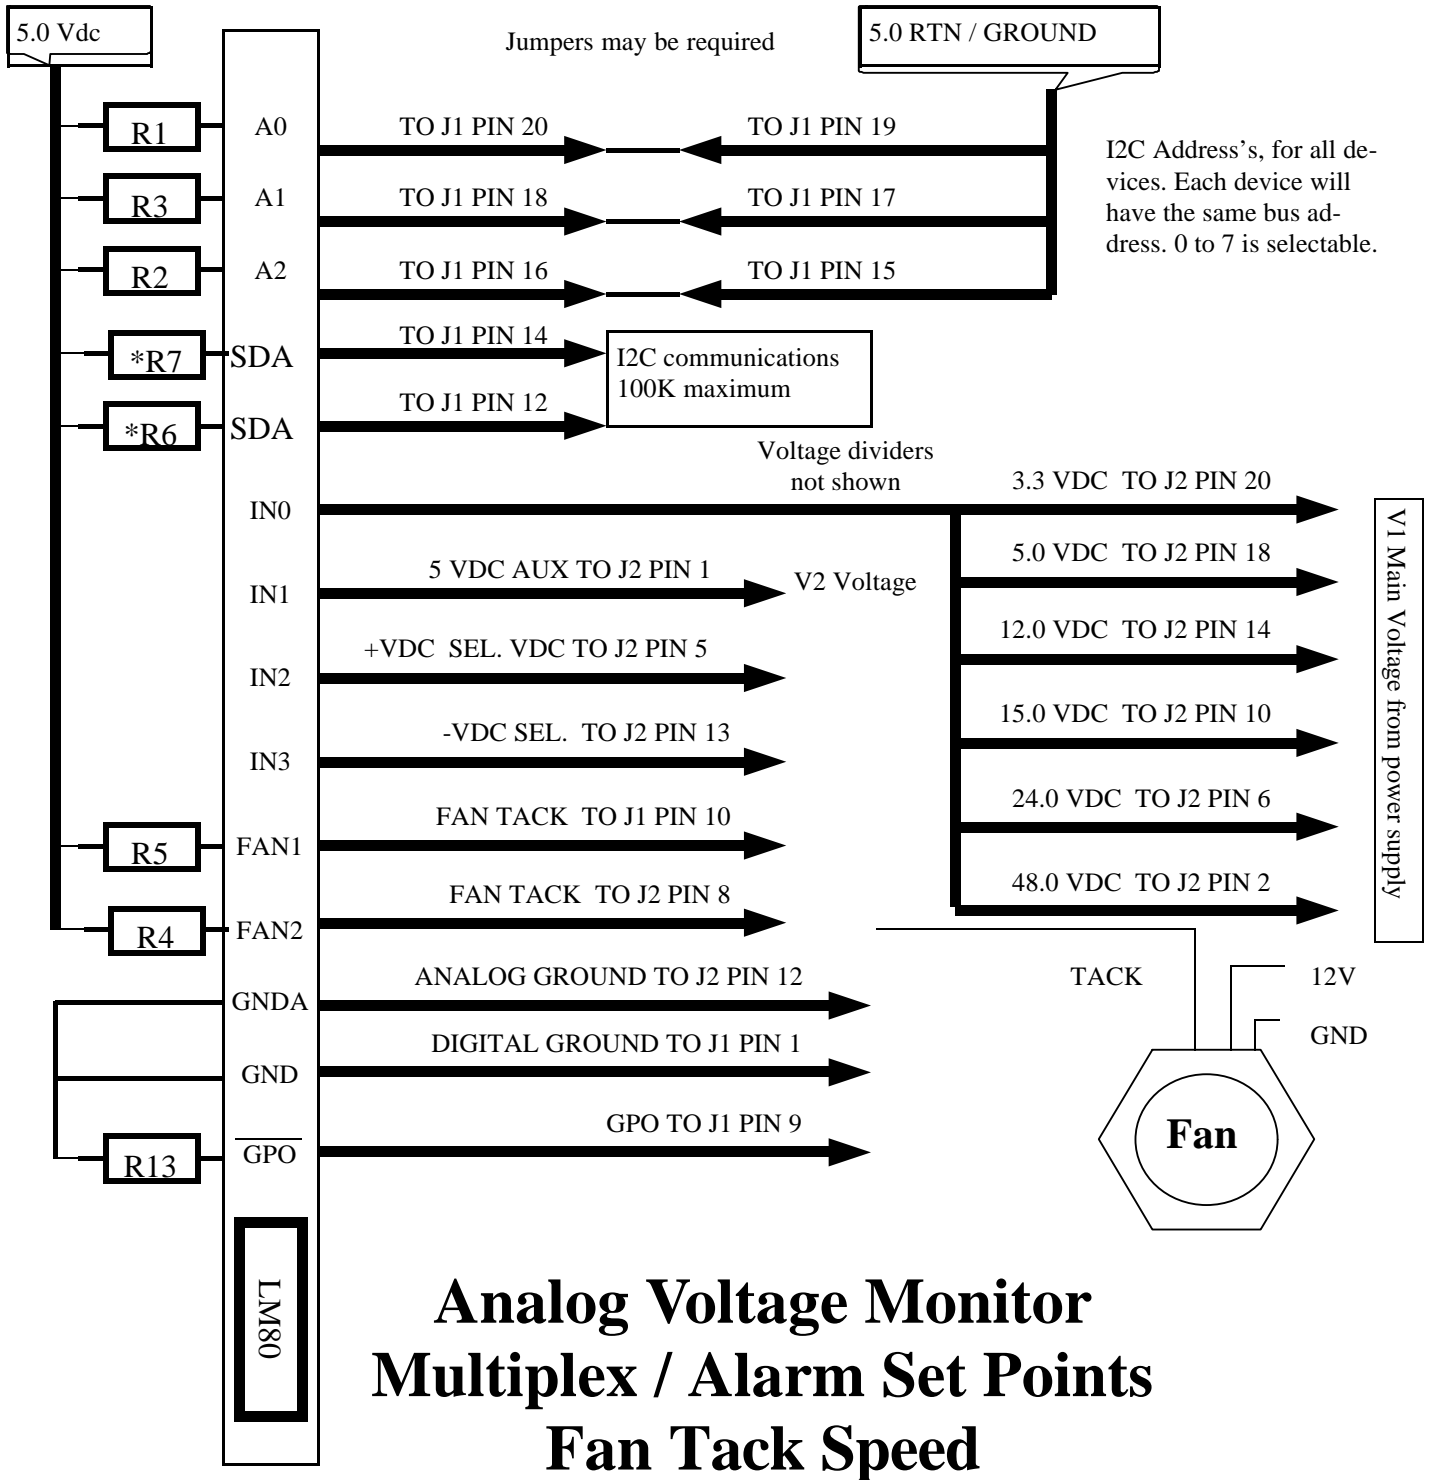 5.0 Vdc
Jumpers may be required
5.0 RTN / GROUND
R1
A0
TO J1 PIN 20
TO J1 PIN 19
I2C Address's, for all de-
vices. Each device will
have the same bus ad-
dress. 0 to 7 is selectable.
R3
A1
TO J1 PIN 18
TO J1 PIN 17
R2
A2
TO J1 PIN 16
TO J1 PIN 15
*R7
SDA
TO J1 PIN 14
I2C communications
100K maximum
*R6
SDA
TO J1 PIN 12
Voltage dividers
not shown
IN0
3.3 VDC TO J2 PIN 20
5.0 VDC TO J2 PIN 18
12.0 VDC TO J2 PIN 14
15.0 VDC TO J2 PIN 10
24.0 VDC TO J2 PIN 6
48.0 VDC TO J2 PIN 2
V1 Main Voltage from power supply
IN1
5 VDC AUX TO J2 PIN 1
V2 Voltage
IN2
+VDC SEL. VDC TO J2 PIN 5
IN3
-VDC SEL. TO J2 PIN 13
R5
FAN1
FAN TACK TO J1 PIN 10
R4
FAN2
FAN TACK TO J2 PIN 8
GNDA
ANALOG GROUND TO J2 PIN 12
TACK
12V
GND
Fan
GND
DIGITAL GROUND TO J1 PIN 1
R13
GPO
GPO TO J1 PIN 9
LM80
Analog Voltage Monitor
Multiplex / Alarm Set Points
Fan Tack Speed